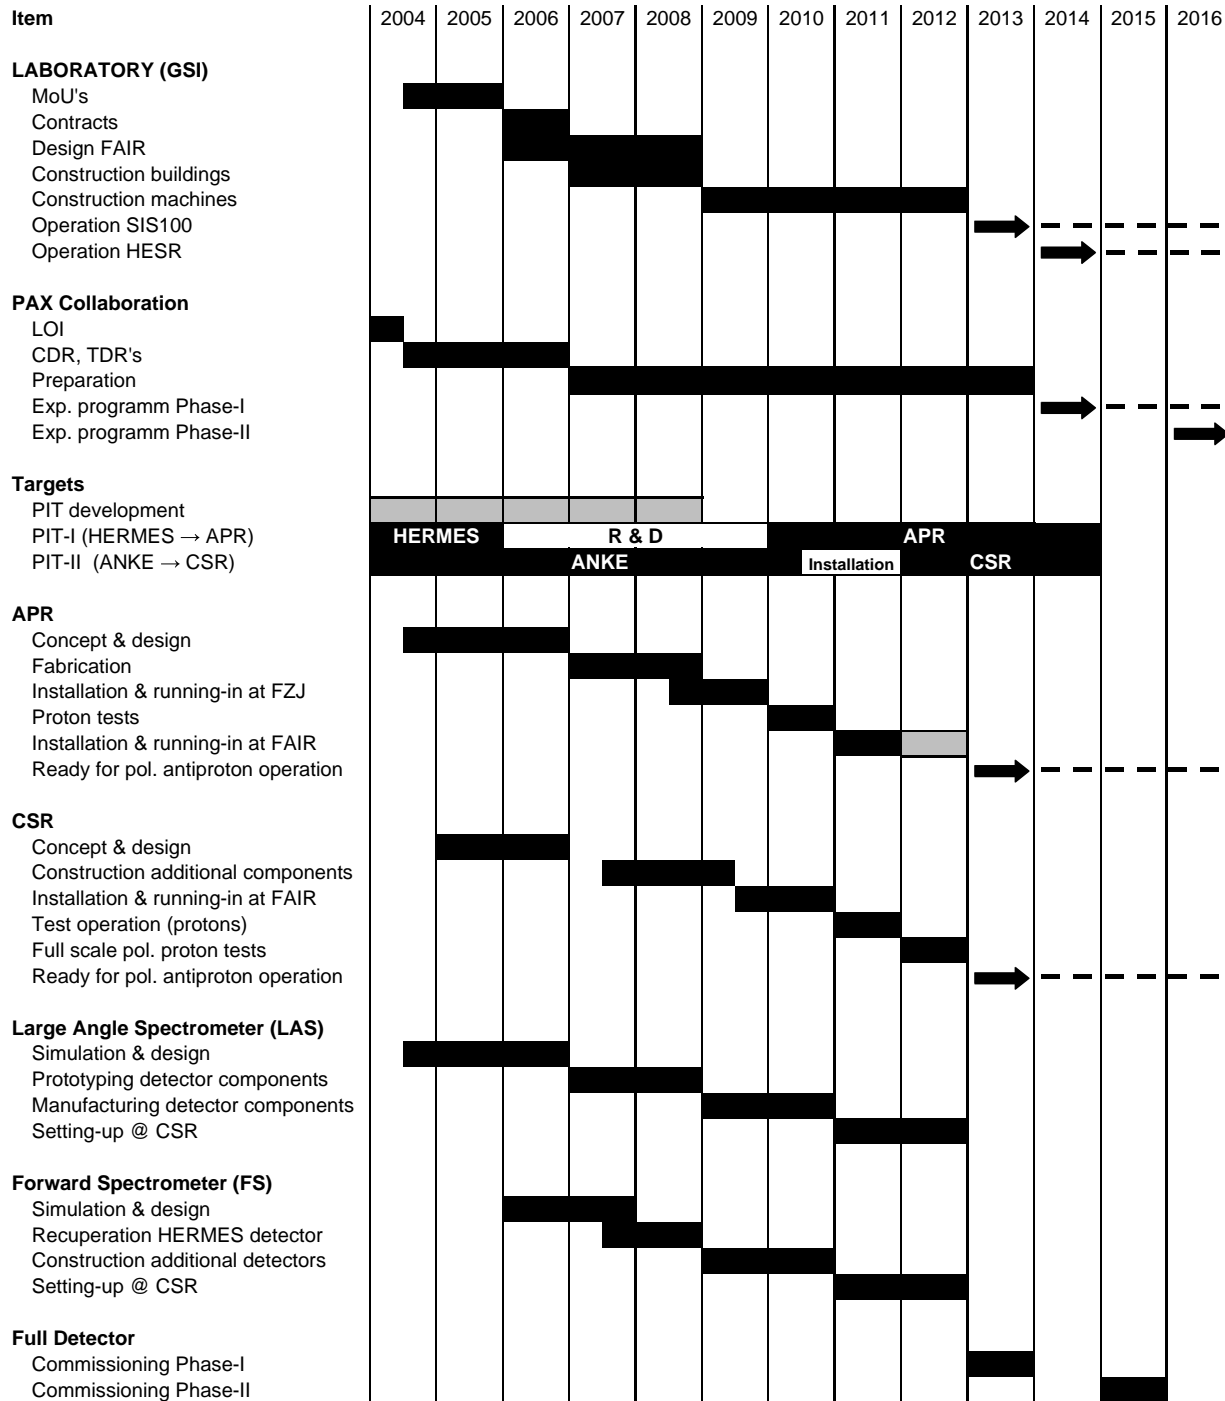 Item 2004 2005 2006 2007 2008 2009 2010 2011 2012 2013 2014 2015 2016
LABORATORY (GSI)
MoU's
Contracts
Design FAIR
Construction buildings
Construction machines
Operation SIS100
Operation HESR
PAX Collaboration
LOI
CDR, TDR's
Preparation
Exp. programm Phase-I
Exp. programm Phase-II
Targets
PIT development
PIT-I (HERMES → APR) HERMES R & D APR
PIT-II (ANKE → CSR) ANKE Installation CSR
APR
Concept & design
Fabrication
Installation & running-in at FZJ
Proton tests
Installation & running-in at FAIR
Ready for pol. antiproton operation
CSR
Concept & design
Construction additional components
Installation & running-in at FAIR
Test operation (protons)
Full scale pol. proton tests
Ready for pol. antiproton operation
Large Angle Spectrometer (LAS)
Simulation & design
Prototyping detector components
Manufacturing detector components
Setting-up @ CSR
Forward Spectrometer (FS)
Simulation & design
Recuperation HERMES detector
Construction additional detectors
Setting-up @ CSR
Full Detector
Commissioning Phase-I
Commissioning Phase-II